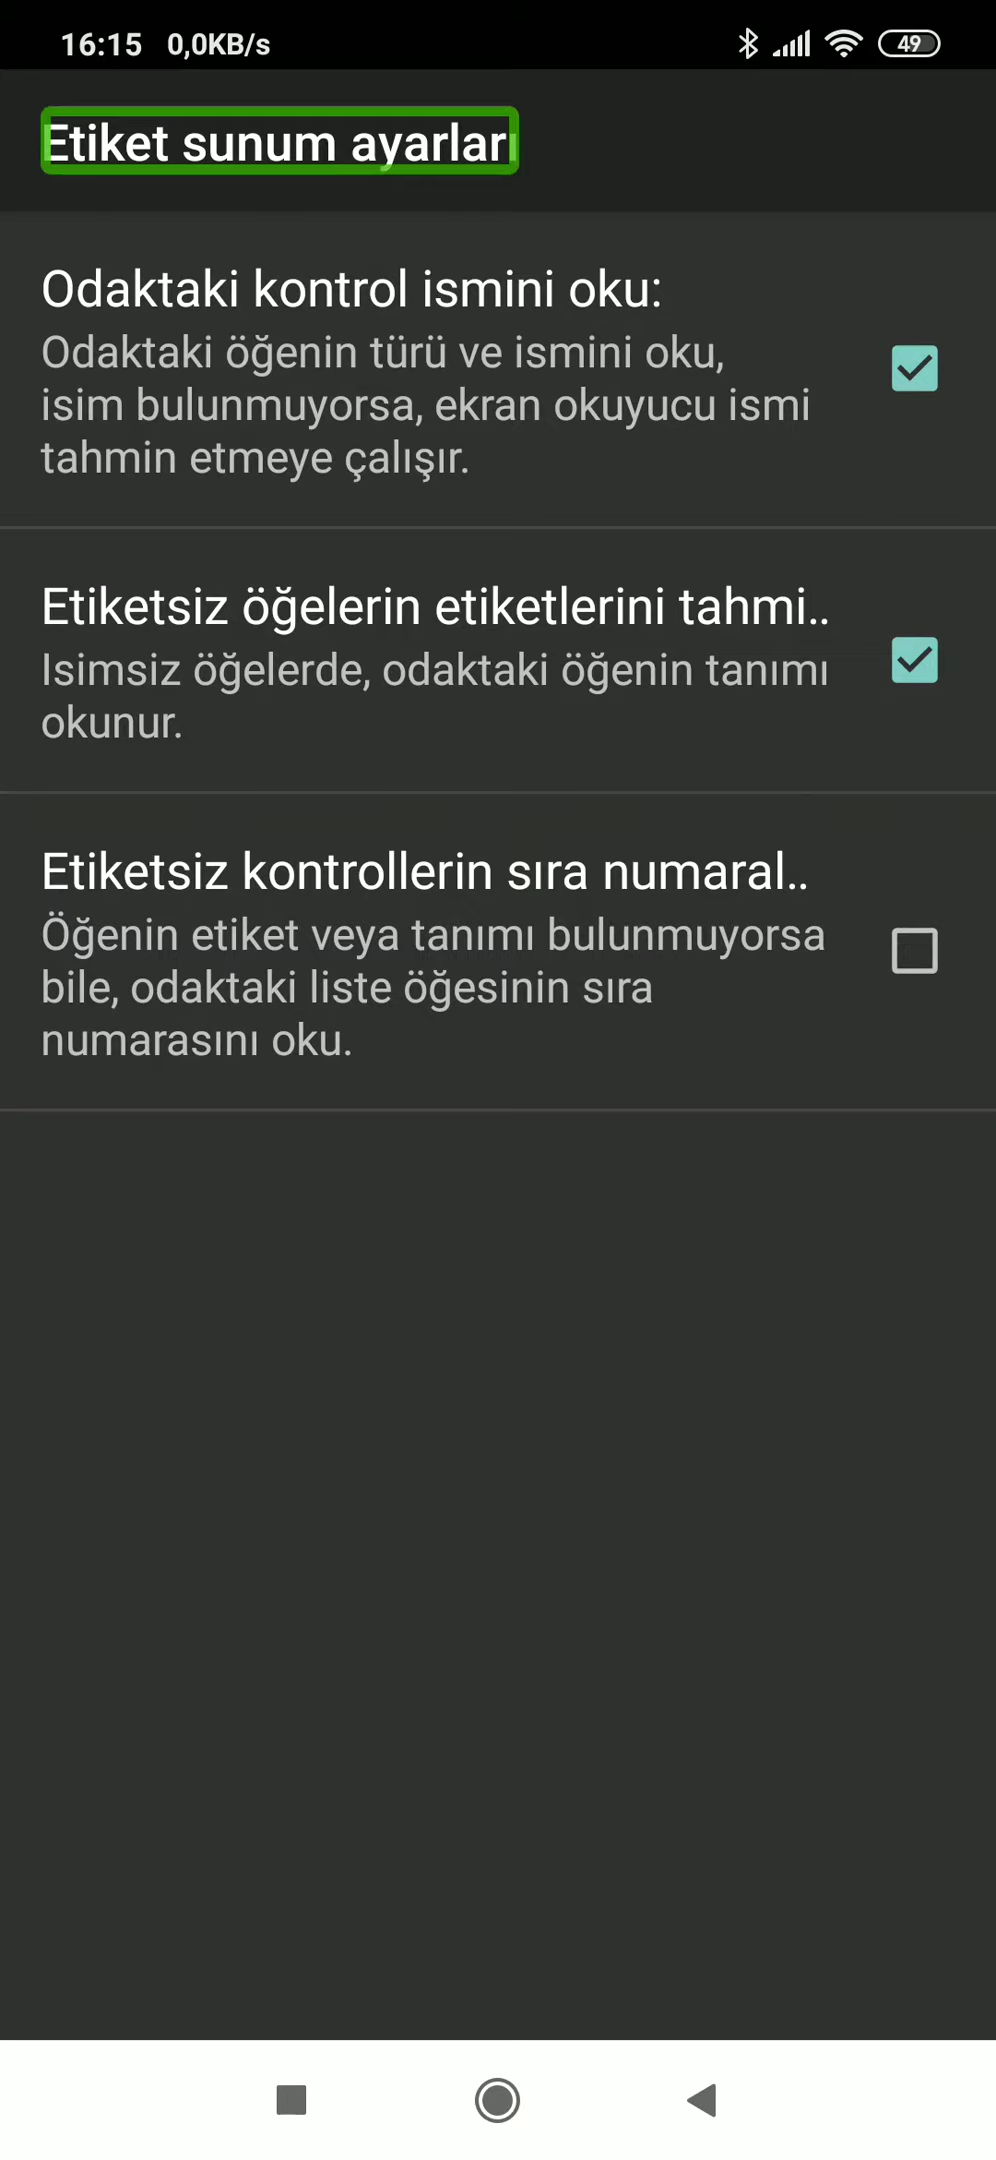 16:15 0,0KB/s 49
Etiket sunum ayarları
Odaktaki kontrol ismini oku:
Odaktaki öğenin türü ve ismini oku,
isim bulunmuyorsa, ekran okuyucu ismi
tahmin etmeye çalışır.
Etiketsiz öğelerin etiketlerini tahmi..
Isimsiz öğelerde, odaktaki öğenin tanımı
okunur.
Etiketsiz kontrollerin sıra numaral..
Öğenin etiket veya tanımı bulunmuyorsa
bile, odaktaki liste öğesinin sıra
numarasını oku.